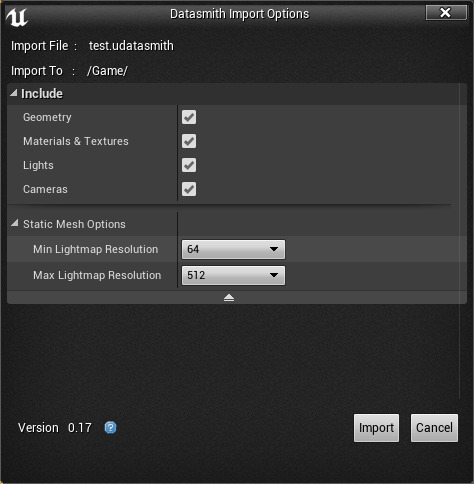 Datasmith Import Options
Import File : test.udatasmith
Import To : /Game/
Include
Geometry
Materials & Textures
Lights
Cameras
Static Mesh Options
Min Lightmap Resolution 64
Max Lightmap Resolution 512
Version 0.17 ?
Import Cancel